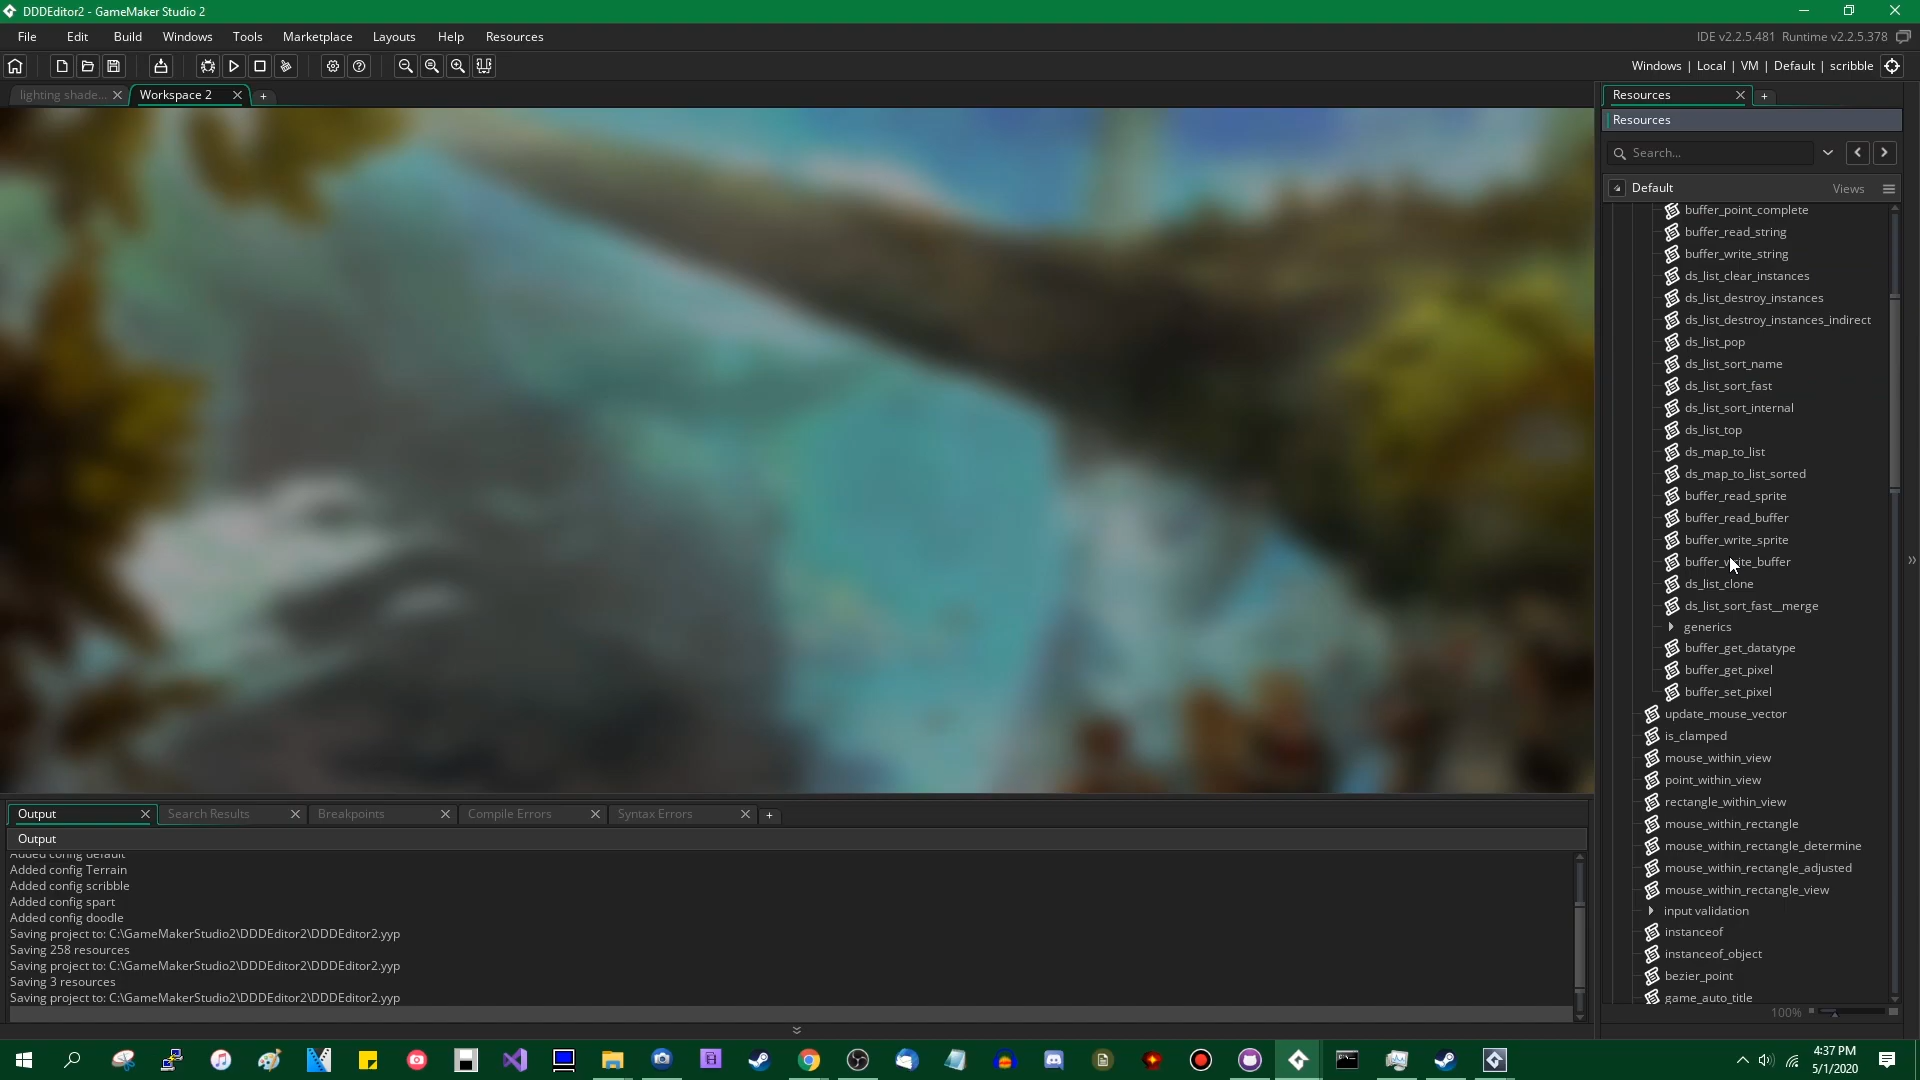 DDDEditor2 - GameMaker Studio 2
File Edit Build Windows Tools Marketplace Layouts Help Resources
IDE v2.2.5.481 Runtime v2.2.5.378
Windows | Local | VM | Default | scribble
lighting shade...
Workspace 2
Resources
Resources
Search...
Default
Views
buffer_point_complete
buffer_read_string
buffer_write_string
ds_list_clear_instances
ds_list_destroy_instances
ds_list_destroy_instances_indirect
ds_list_pop
ds_list_sort_name
ds_list_sort_fast
ds_list_sort_internal
ds_list_top
ds_map_to_list
ds_map_to_list_sorted
buffer_read_sprite
buffer_read_buffer
buffer_write_sprite
buffer_write_buffer
ds_list_clone
ds_list_sort_fast__merge
generics
buffer_get_datatype
buffer_get_pixel
buffer_set_pixel
update_mouse_vector
is_clamped
mouse_within_view
point_within_view
rectangle_within_view
mouse_within_rectangle
mouse_within_rectangle_determine
mouse_within_rectangle_adjusted
mouse_within_rectangle_view
input validation
instanceof
instanceof_object
bezier_point
game_auto_title
100%
Output
Search Results
Breakpoints
Compile Errors
Syntax Errors
Output
Added config default
Added config Terrain
Added config scribble
Added config spart
Added config doodle
Saving project to: C:\GameMakerStudio2\DDDEditor2\DDDEditor2.yyp
Saving 258 resources
Saving project to: C:\GameMakerStudio2\DDDEditor2\DDDEditor2.yyp
Saving 3 resources
Saving project to: C:\GameMakerStudio2\DDDEditor2\DDDEditor2.yyp
4:37 PM
5/1/2020